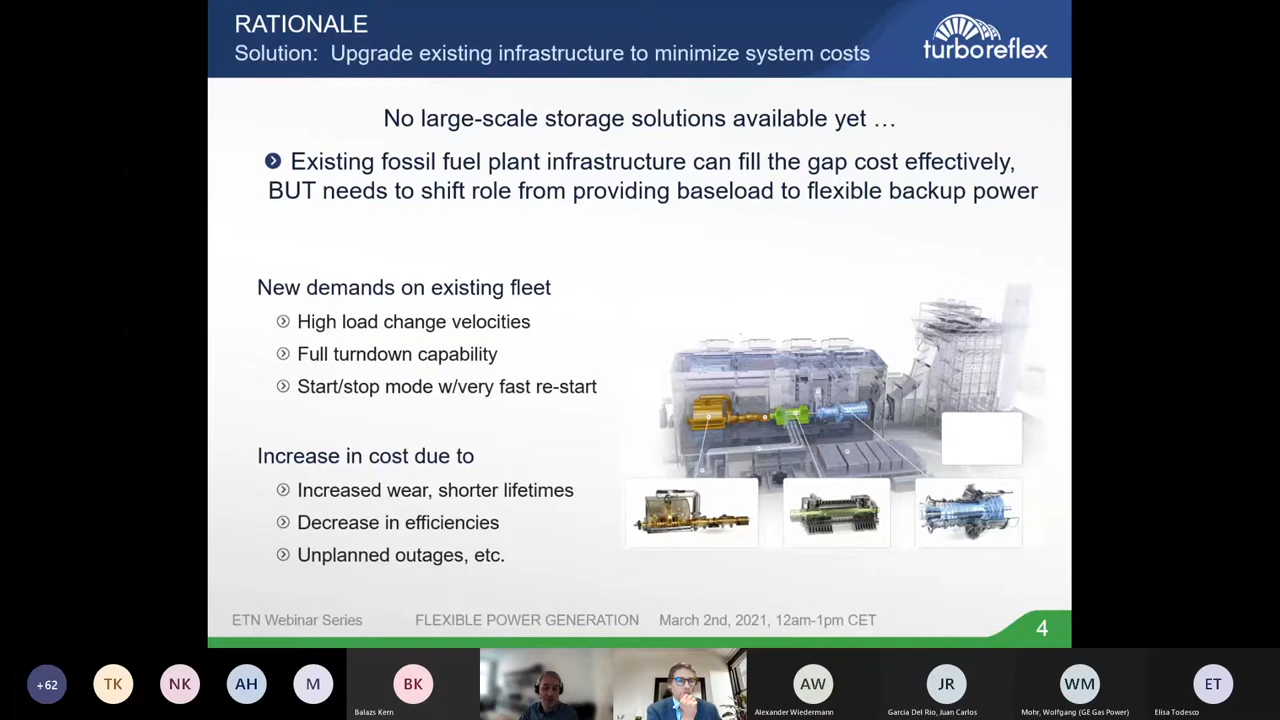 RATIONALE
Solution: Upgrade existing infrastructure to minimize system costs
turboreflex
No large-scale storage solutions available yet …
Existing fossil fuel plant infrastructure can fill the gap cost effectively,
BUT needs to shift role from providing baseload to flexible backup power
New demands on existing fleet
High load change velocities
Full turndown capability
Start/stop mode w/very fast re-start
Increase in cost due to
Increased wear, shorter lifetimes
Decrease in efficiencies
Unplanned outages, etc.
ETN Webinar Series FLEXIBLE POWER GENERATION March 2nd, 2021, 12am-1pm CET
4
+62 TK NK AH M BK AW JR WM ET
Balazs Kern Alexander Wiedermann Garcia Del Rio, Juan Carlos Mohr, Wolfgang (GE Gas Power) Elisa Todesco